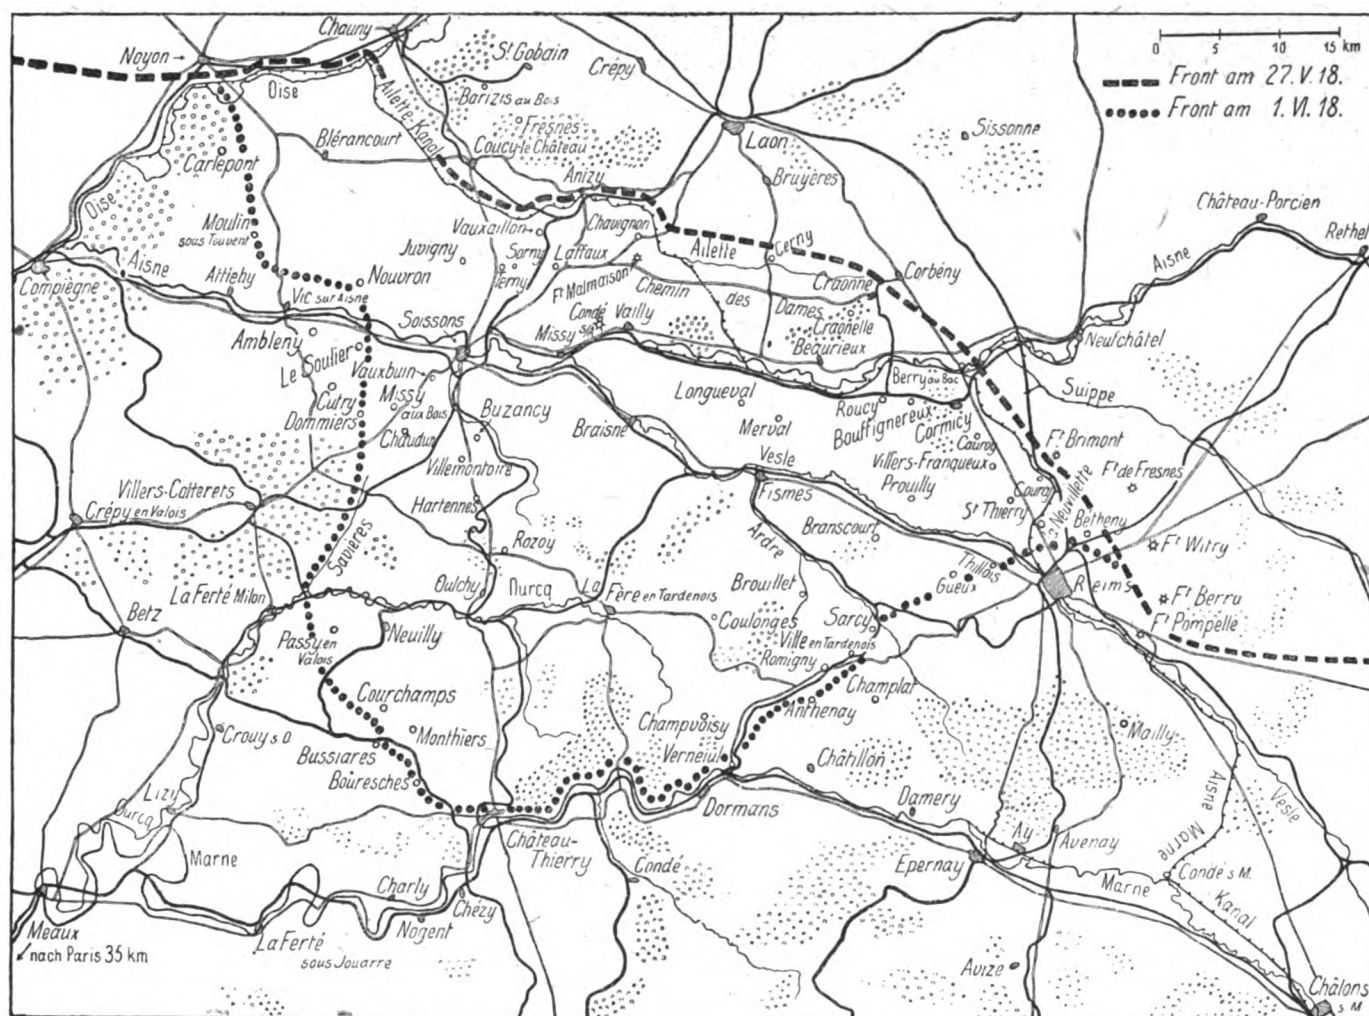 Chauny
Noyon
St Gobain
Crépy
0 5 10 15 km
Front am 27. V. 18.
Front am 1. VI. 18.
Oise
Barizis au Bois
Ailette-Kanal
Fresnes
Sissonne
Blérancourt
Coucy-le Château
Laon
Carlepont
Anizy
Bruyères
Oise
Château-Porcien
Moulin
sous Touvent
Vauxaillon
Chavignon
Rethel
Juvigny
Sorny
Laffaux
Ailette
Cerny
Aisne
Aisne
Attichy
Nouvron
Ft Malmaison
Corbény
Compiègne
Chemin des Dames
Craonne
Vic sur Aisne
Soissons
Condé
Vailly
Craonelle
Ambleny
Missy s/A
Neufchâtel
Le Soulier
Beaurieux
Vauxbuin
Berry au Bac
Suippe
Cutry
Missy
aux Bois
Longueval
Dommiers
Buzancy
Roucy
Merval
Bouffignereux
Cormicy
Braisne
Ft Brimont
Chaudun
Cauroy
Vesle
Villemontoire
Villers-Franqueux
Ft de Fresnes
Villers-Cotterets
Fismes
Prouilly
Courcy
Crépy en Valois
Hartennes
St Thierry
La Neuvillette
Bétheny
Branscourt
Savières
Rozoy
Ardre
Ft Witry
Thillois
Gueux
Brouillet
Reims
La Ferté Milon
Oulchy
Ourcq
La Fère en Tardenois
Ft Berru
Betz
Coulonges
Sarcy
Ft Pompelle
Neuilly
Passy en
Valois
Ville en Tardenois
Romigny
Courchamps
Champlat
Anthenay
Monthiers
Champvoisy
Crouy s. O.
Mailly
Bussiares
Verneuil
Châtillon
Bouresches
Lizy
Ourcq
Dormans
Damery
Aisne Marne Kanal
Vesle
Château-
Thierry
Ay
Avenay
Marne
Condé
Epernay
Charly
Marne
Condé s. M.
Chézy
Meaux
Nogent
La Ferté
sous Jouarre
nach Paris 35 km
Avize
Châlons
s. M.